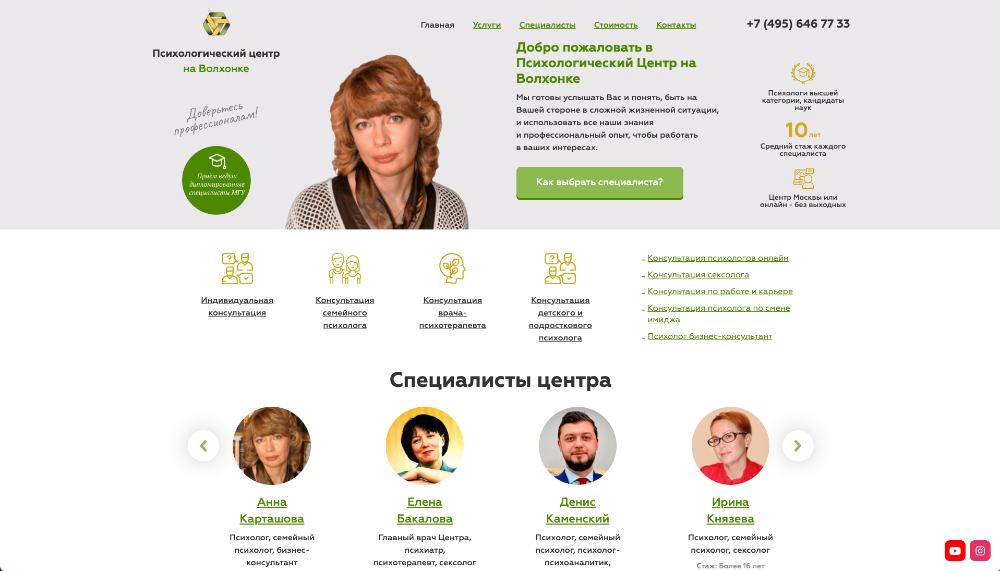 Главная
Услуги
Специалисты
Стоимость
Контакты
+7 (495) 646 77 33
Психологический центр
на Волхонке
Доверьтесь
профессионалам!
Приём ведут
дипломированные
специалисты МГУ
Добро пожаловать в
Психологический Центр на
Волхонке
Мы готовы услышать Вас и понять, быть на
Вашей стороне в сложной жизненной ситуации,
и использовать все наши знания
и профессиональный опыт, чтобы работать
в ваших интересах.
Как выбрать специалиста?
Психологи высшей
категории, кандидаты
наук
10 лет
Средний стаж каждого
специалиста
Центр Москвы или
онлайн - без выходных
Индивидуальная
консультация
Консультация
семейного
психолога
Консультация
врача-
психотерапевта
Консультация
детского и
подросткового
психолога
- Консультация психологов онлайн
- Консультация сексолога
- Консультация по работе и карьере
- Консультация психолога по смене
имиджа
- Психолог бизнес-консультант
Специалисты центра
Анна
Карташова
Психолог, семейный
психолог, бизнес-
консультант
Елена
Бакалова
Главный врач Центра,
психиатр,
психотерапевт, сексолог
Денис
Каменский
Психолог, семейный
психолог, психолог-
психоаналитик,
Ирина
Князева
Психолог, семейный
психолог, сексолог
Стаж: Более 16 лет